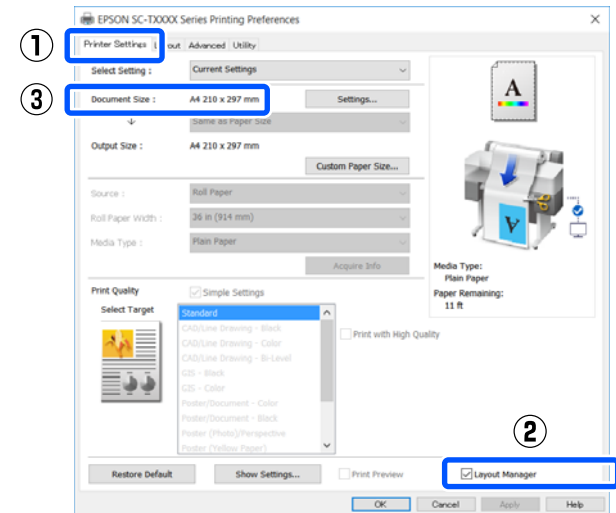 EPSON SC-TXXXX Series Printing Preferences
①
Printer Settings
out
Advanced
Utility
Select Setting :
Current Settings
③
Document Size :
A4 210 x 297 mm
Settings...
Same as Paper Size
Output Size :
A4 210 x 297 mm
Custom Paper Size...
Source :
Roll Paper
Roll Paper Width :
36 in (914 mm)
Media Type :
Plain Paper
Acquire Info
A
A
Media Type:
Plain Paper
Paper Remaining:
11 ft
Print Quality
Simple Settings
Select Target
Standard
CAD/Line Drawing - Black
CAD/Line Drawing - Color
CAD/Line Drawing - Bi-Level
GIS - Black
GIS - Color
Poster/Document - Color
Poster/Document - Black
Poster (Photo)/Perspective
Poster (Yellow Paper)
Print with High Quality
②
Restore Default
Show Settings...
Print Preview
Layout Manager
OK
Cancel
Apply
Help